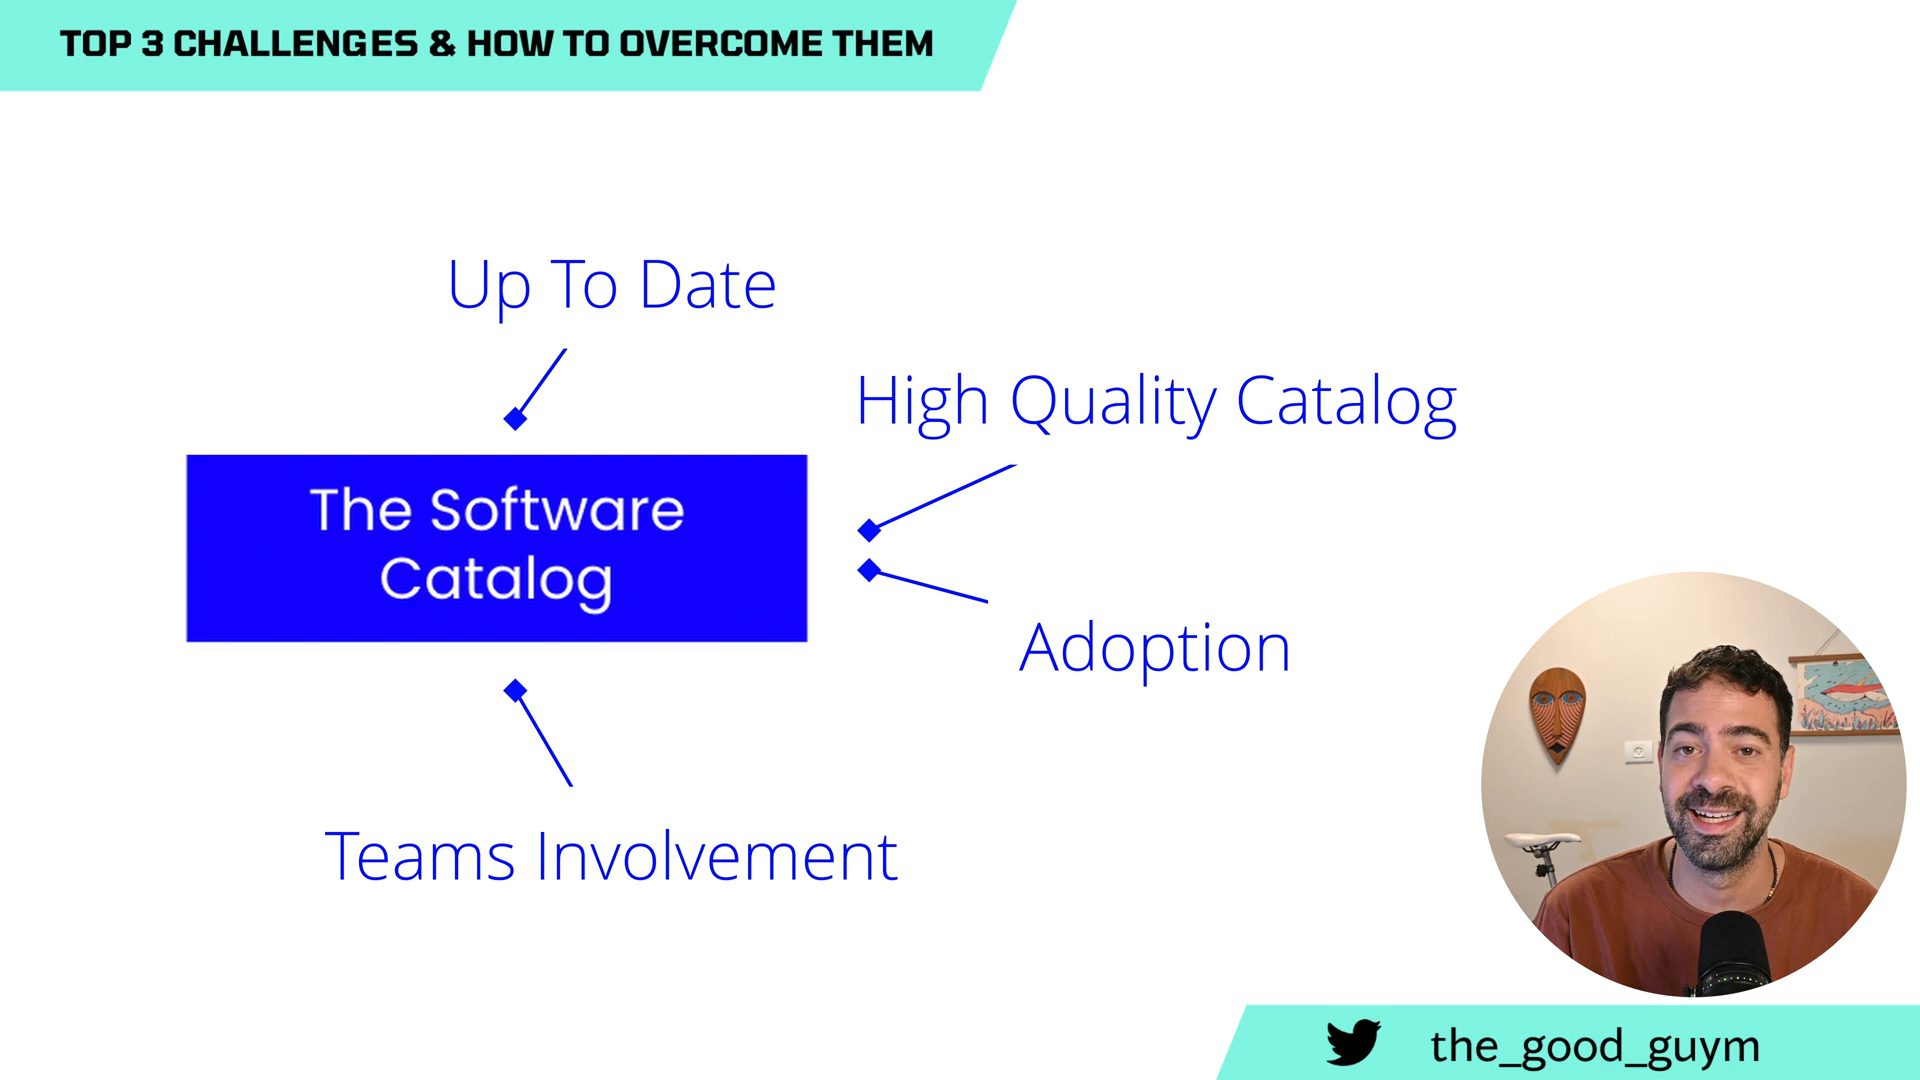 TOP 3 CHALLENGES & HOW TO OVERCOME THEM
Up To Date
High Quality Catalog
The Software
Catalog
Adoption
Teams Involvement
the_good_guym